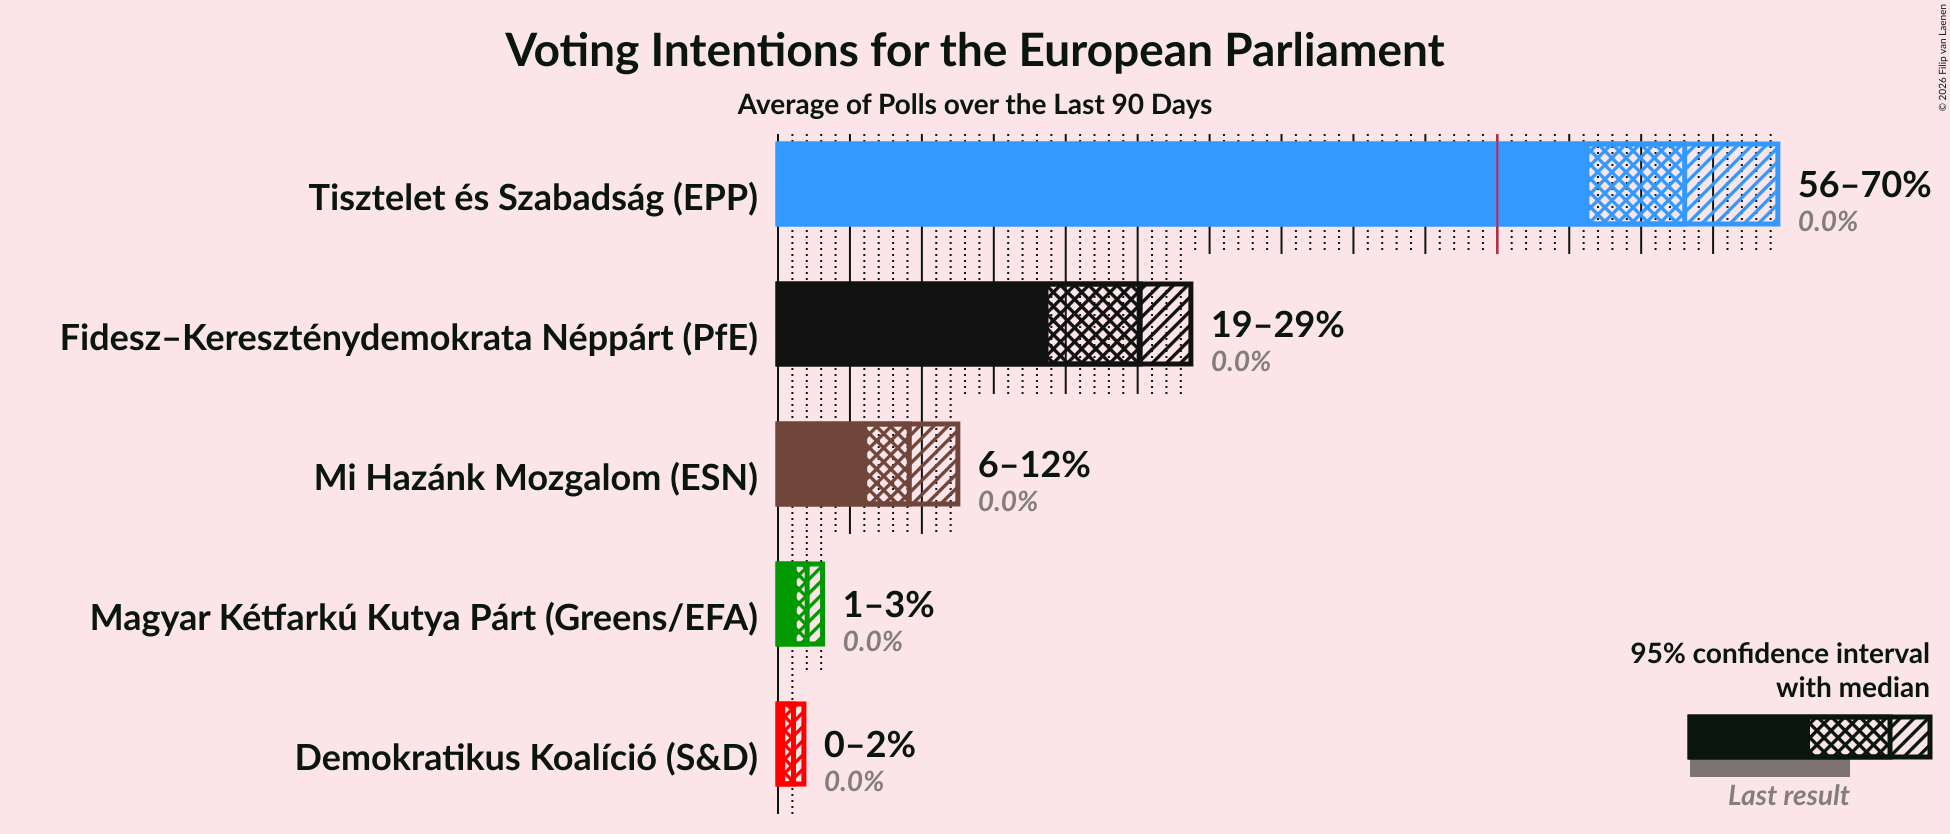 Voting Intentions for the European Parliament
Average of Polls over the Last 90 Days
© 2026 Filip van Laenen
Tisztelet és Szabadság (EPP)
56–70%
0.0%
Fidesz–Kereszténydemokrata Néppárt (PfE)
19–29%
0.0%
Mi Hazánk Mozgalom (ESN)
6–12%
0.0%
Magyar Kétfarkú Kutya Párt (Greens/EFA)
1–3%
0.0%
Demokratikus Koalíció (S&D)
0–2%
0.0%
95% confidence interval
with median
Last result